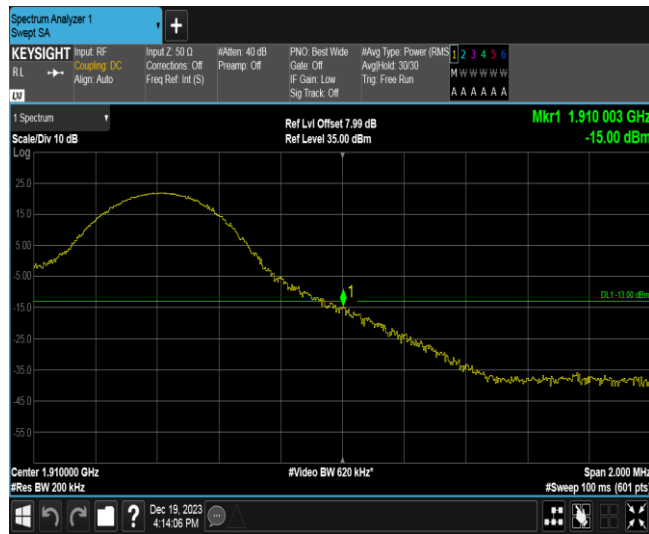 Spectrum Analyzer 1
Swept SA
+
KEYSIGHT
RL
LXI
Input: RF
Coupling: DC
Align: Auto
Input Z: 50 Ω
Corrections: Off
Freq Ref: Int (S)
#Atten: 40 dB
Preamp: Off
PNO: Best Wide
Gate: Off
IF Gain: Low
Sig Track: Off
#Avg Type: Power (RMS
Avg|Hold: 30/30
Trig: Free Run
1 2 3 4 5 6
M W W W W W
A A A A A A
1 Spectrum
Scale/Div 10 dB
Log
Ref Lvl Offset 7.99 dB
Ref Level 35.00 dBm
Mkr1 1.910 003 GHz
-15.00 dBm
25.0
15.0
5.00
-5.00
-15.0
-25.0
-35.0
-45.0
-55.0
1
DL1 -13.00 dBm
Center 1.910000 GHz
#Res BW 200 kHz
#Video BW 620 kHz*
Span 2.000 MHz
#Sweep 100 ms (601 pts
?
Dec 19, 2023
4:14:06 PM